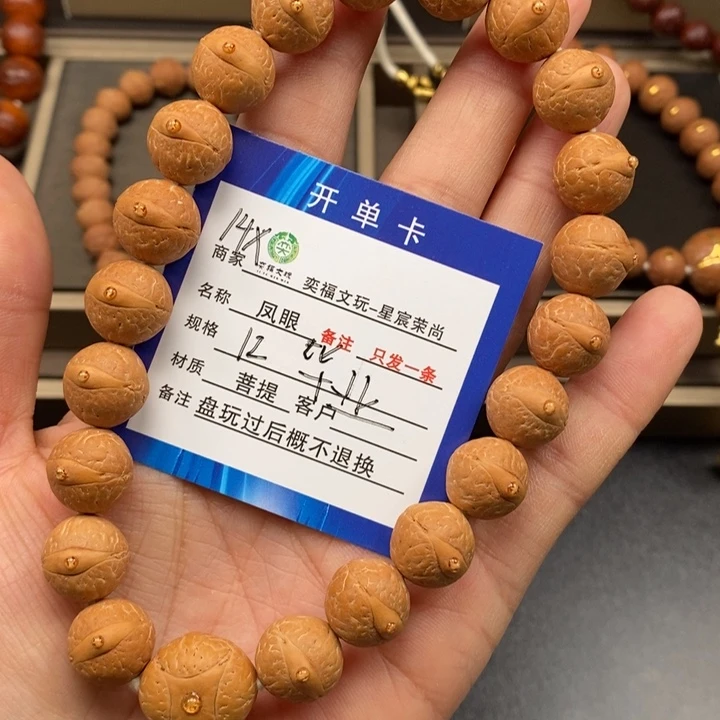 开单卡
14X
商家 奕福文玩-星宸荣尚
名称 凤眼 备注 只发一条
规格 12
材质 菩提 客户
备注 盘玩过后概不退换